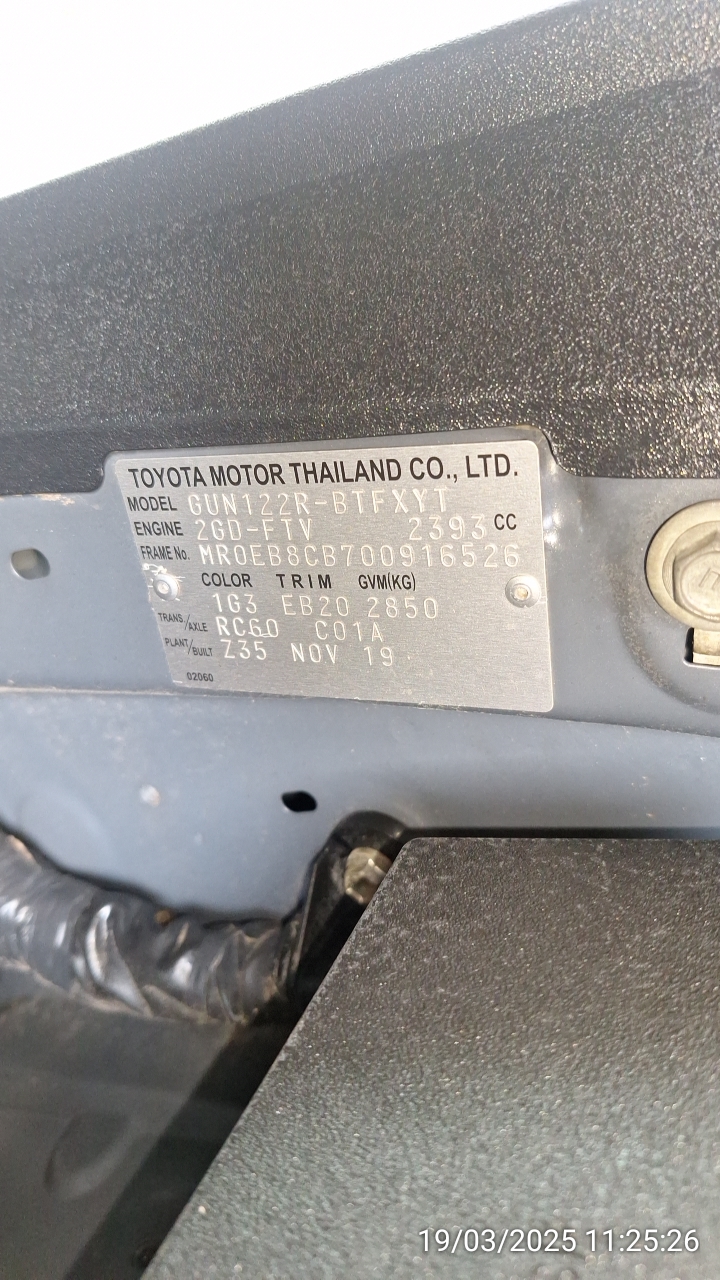 TOYOTA MOTOR THAILAND CO., LTD.
MODEL GUN122R-BTFXYT
ENGINE 2GD-FTV 2393 CC
FRAME No. MR0EB8CB700916526
COLOR TRIM GVM(KG)
1G3 EB20 2850
TRANS/AXLE RC60 C01A
PLANT/BUILT Z35 NOV 19
02060
19/03/2025 11:25:26